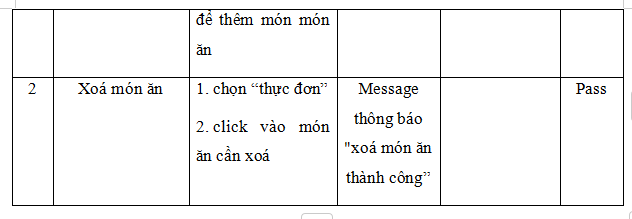 để thêm món món
ăn
2
Xoá món ăn
1. chọn “thực đơn”
2. click vào món
ăn cần xoá
Message
thông báo
"xoá món ăn
thành công”
Pass